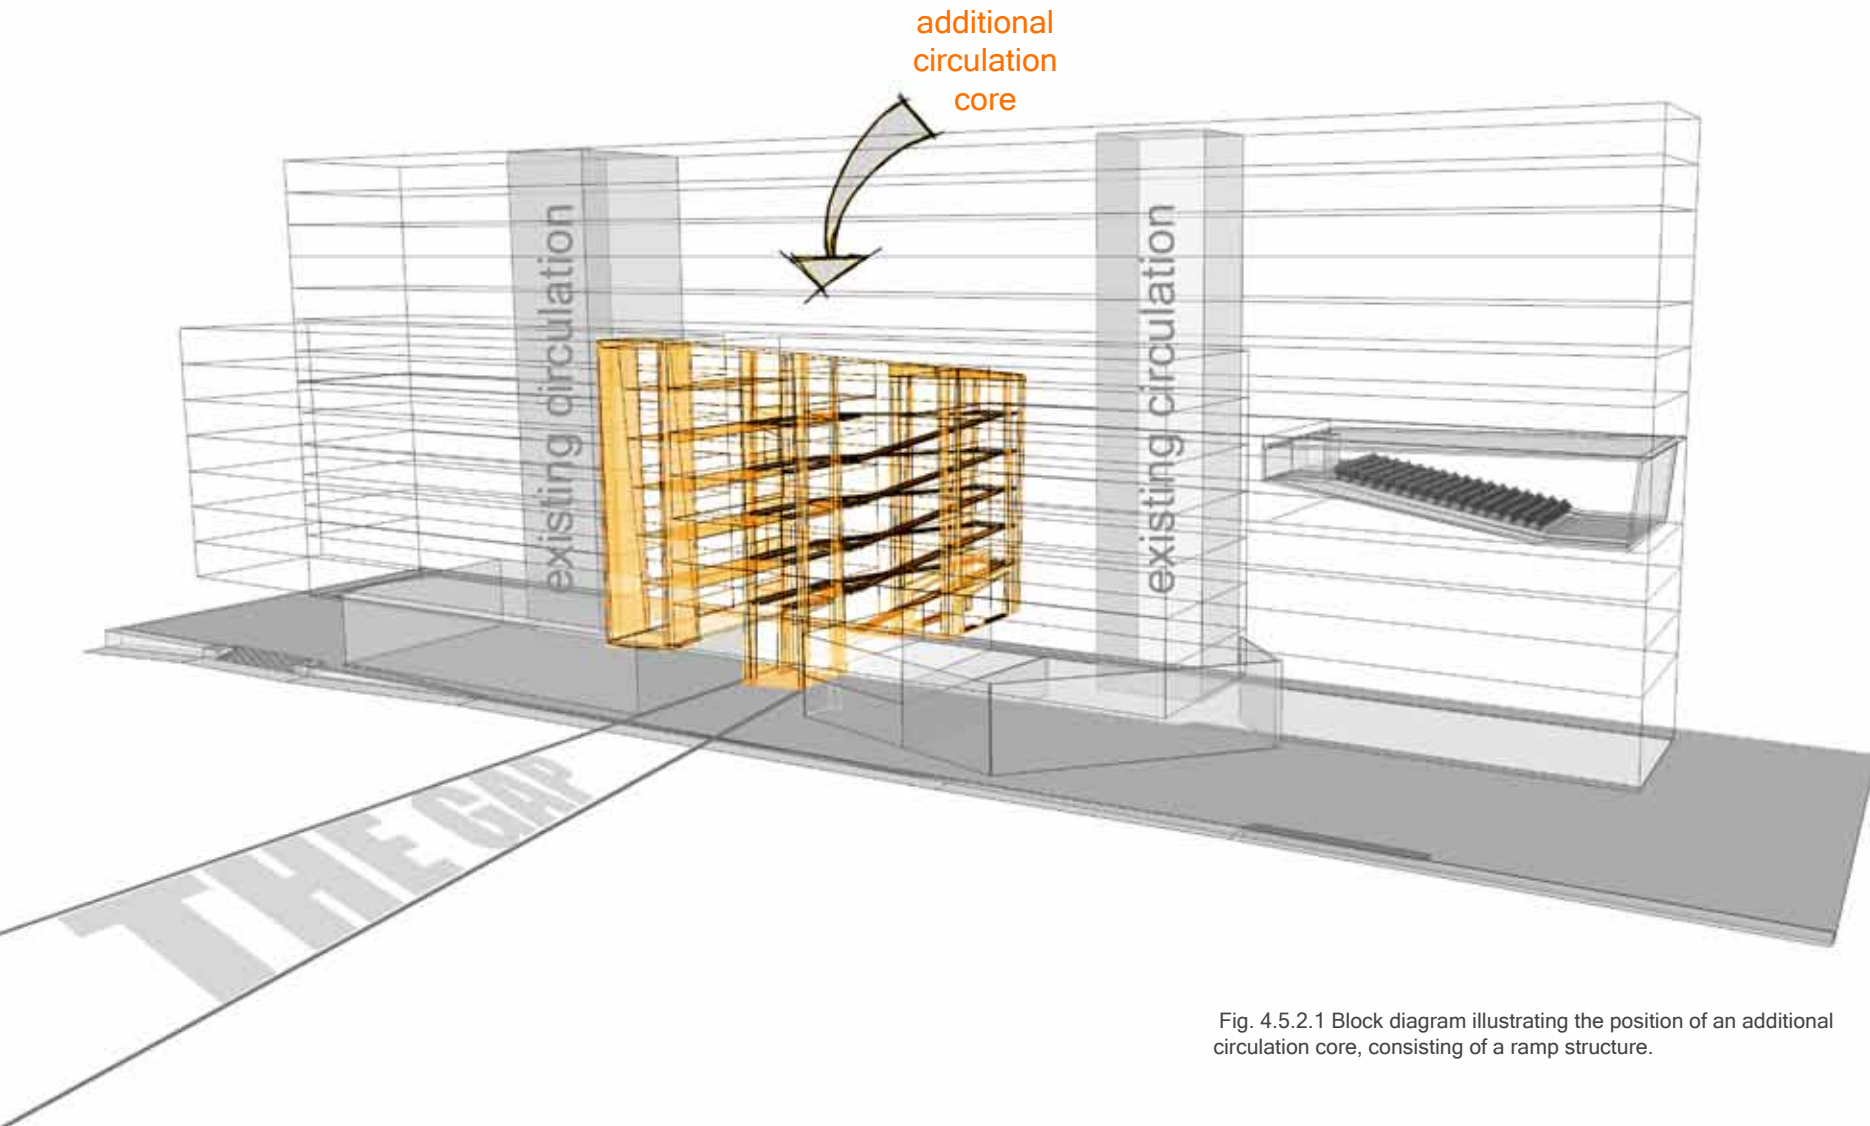 additional
circulation
core
existing circulation
existing circulation
THE GAP
Fig. 4.5.2.1 Block diagram illustrating the position of an additional
circulation core, consisting of a ramp structure.